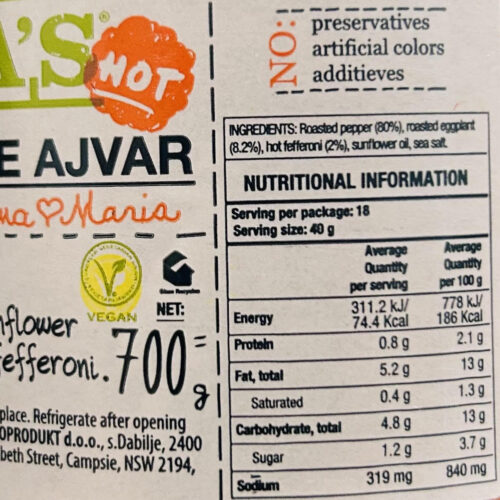 A'S®
HOT
E AJVAR
Maria
VEGAN
Glass Recycles
NET:
700 g
flower
efferoni.
place. Refrigerate after opening
OPRODUKT d.o.o., s.Dabilje, 2400
beth Street, Campsie, NSW 2194,
NO:
preservatives
artificial colors
additieves
INGREDIENTS: Roasted pepper (80%), roasted eggplant
(8.2%), hot fefferoni (2%), sunflower oil, sea salt.
NUTRITIONAL INFORMATION
Serving per package: 18
Serving size: 40 g
Average Quantity per serving
Average Quantity per 100 g
Energy 311.2 kJ/ 74.4 Kcal 778 kJ/ 186 Kcal
Protein 0.8 g 2.1 g
Fat, total 5.2 g 13 g
Saturated 0.4 g 1.3 g
Carbohydrate, total 4.8 g 13 g
Sugar 1.2 g 3.7 g
Sodium 319 mg 840 mg